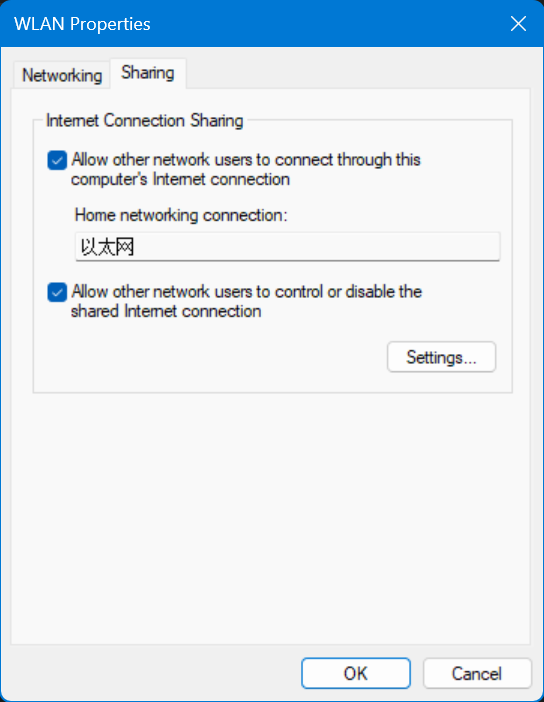 WLAN Properties
Networking
Sharing
Internet Connection Sharing
Allow other network users to connect through this
computer's Internet connection
Home networking connection:
以太网
Allow other network users to control or disable the
shared Internet connection
Settings...
OK
Cancel